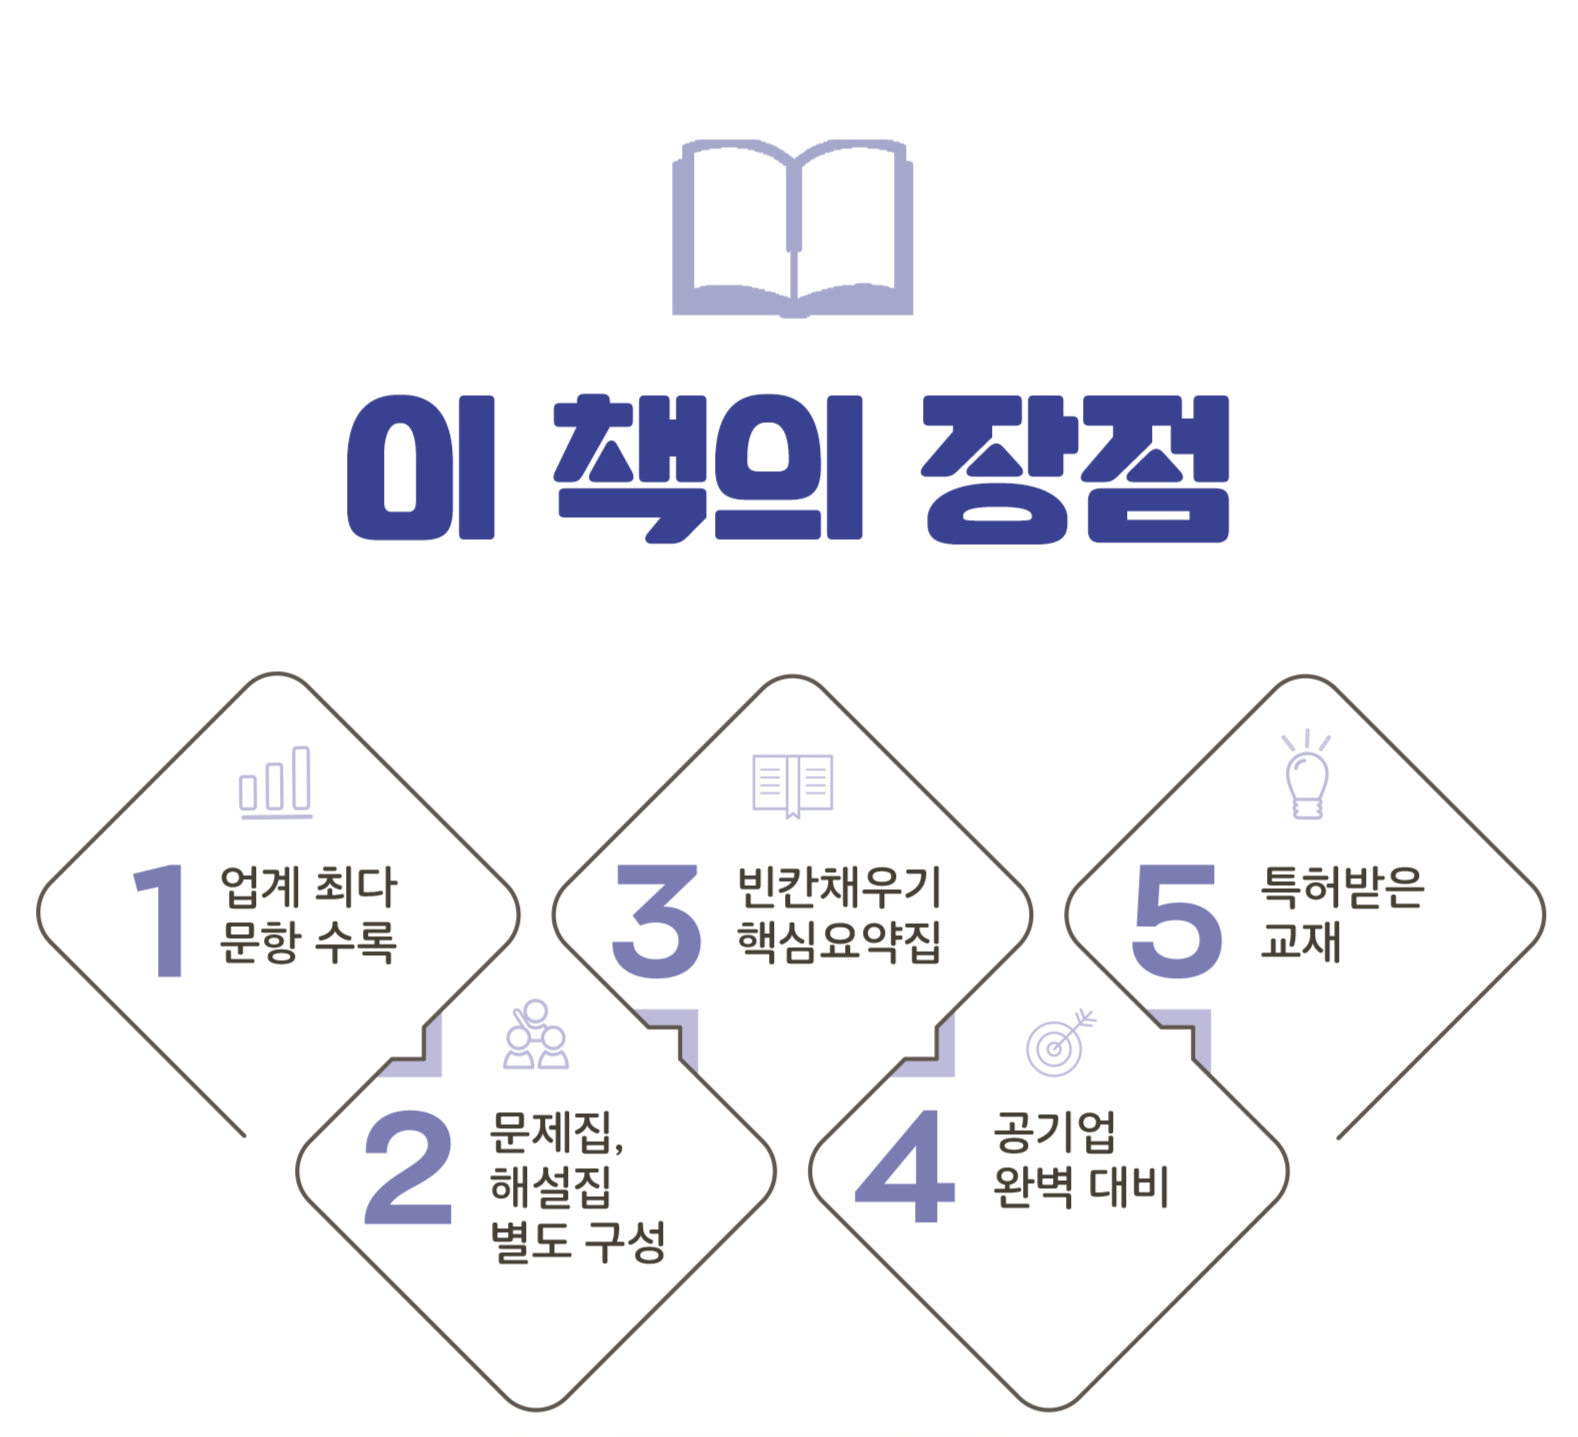 이 책의 장점
1
업계 최다
문항 수록
2
문제집,
해설집
별도 구성
3
빈칸채우기
핵심요약집
4
공기업
완벽 대비
5
특허받은
교재